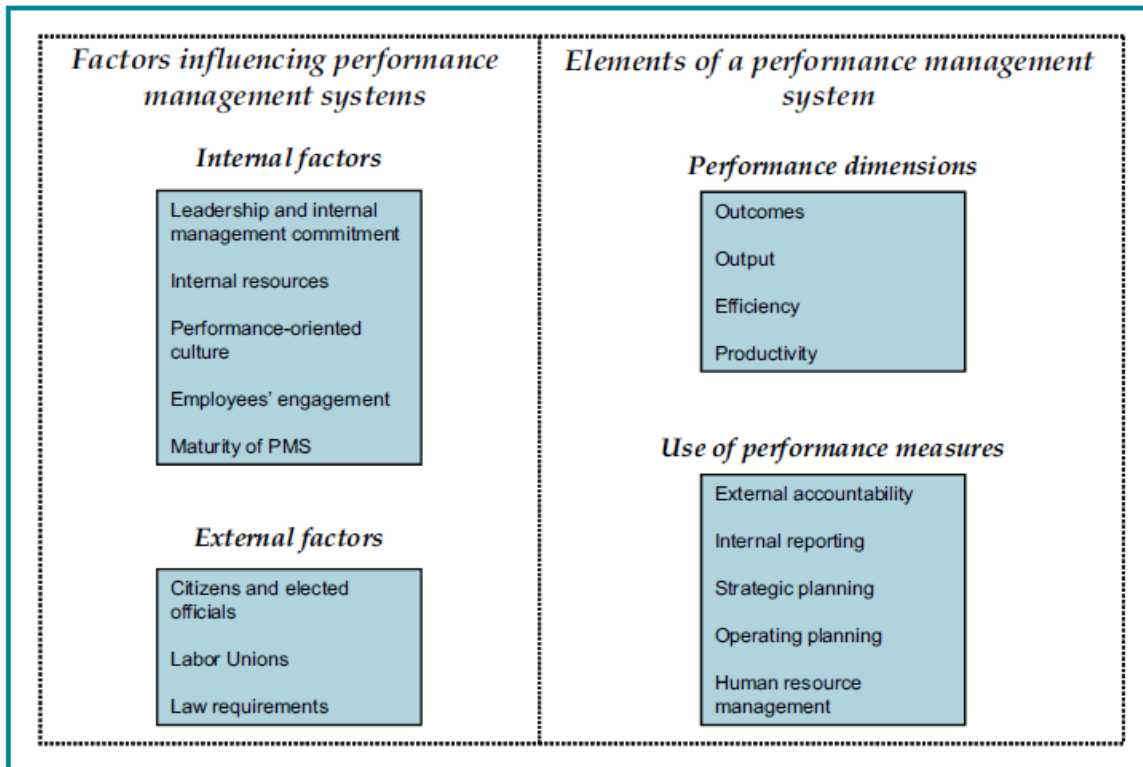 Factors influencing performance
management systems
Internal factors
Leadership and internal
management commitment
Internal resources
Performance-oriented
culture
Employees' engagement
Maturity of PMS
External factors
Citizens and elected
officials
Labor Unions
Law requirements
Elements of a performance management
system
Performance dimensions
Outcomes
Output
Efficiency
Productivity
Use of performance measures
External accountability
Internal reporting
Strategic planning
Operating planning
Human resource
management